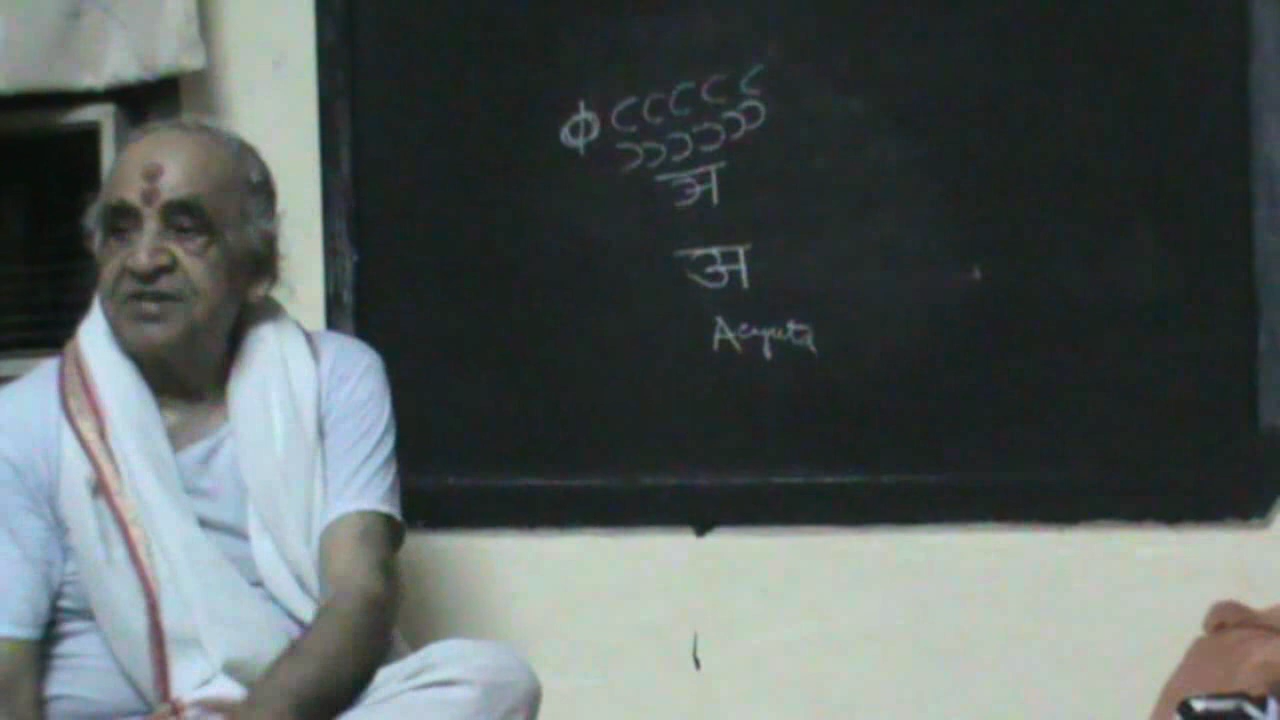 Φ ⊂ ⊂ ⊂ ⊂ ⊂
⊃ ⊃ ⊃ ⊃ ⊃ ⊃
अ
अ
Acyuta